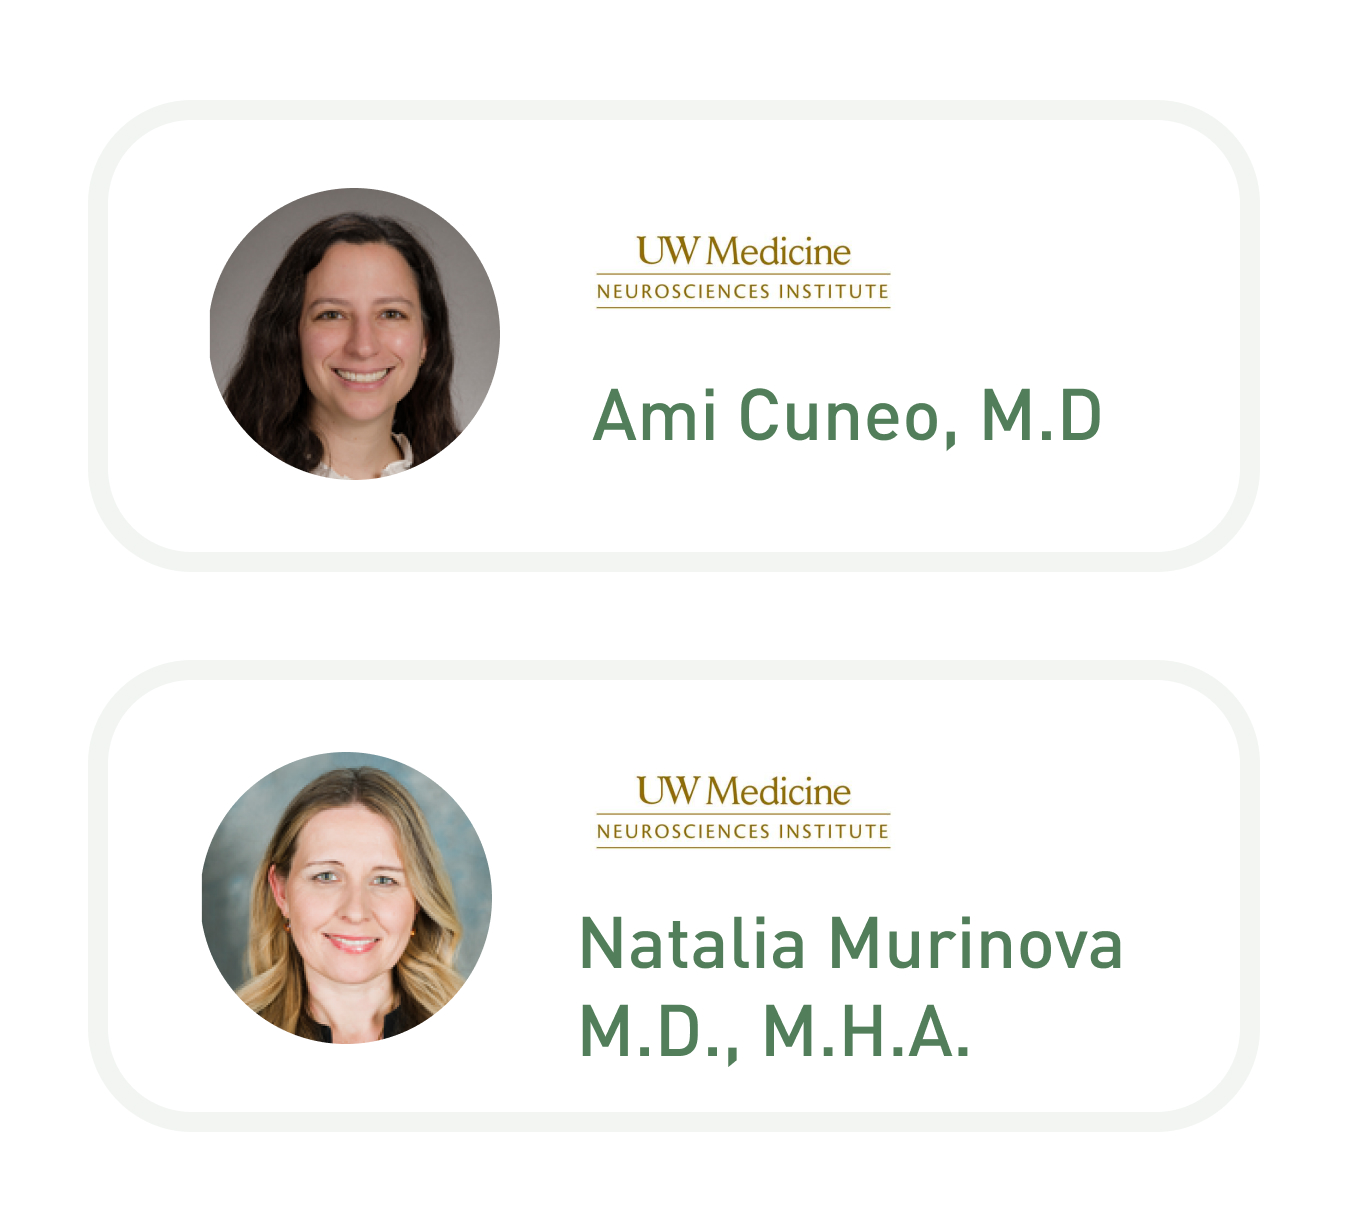 UW Medicine
NEUROSCIENCES INSTITUTE
Ami Cuneo, M.D
UW Medicine
NEUROSCIENCES INSTITUTE
Natalia Murinova
M.D., M.H.A.